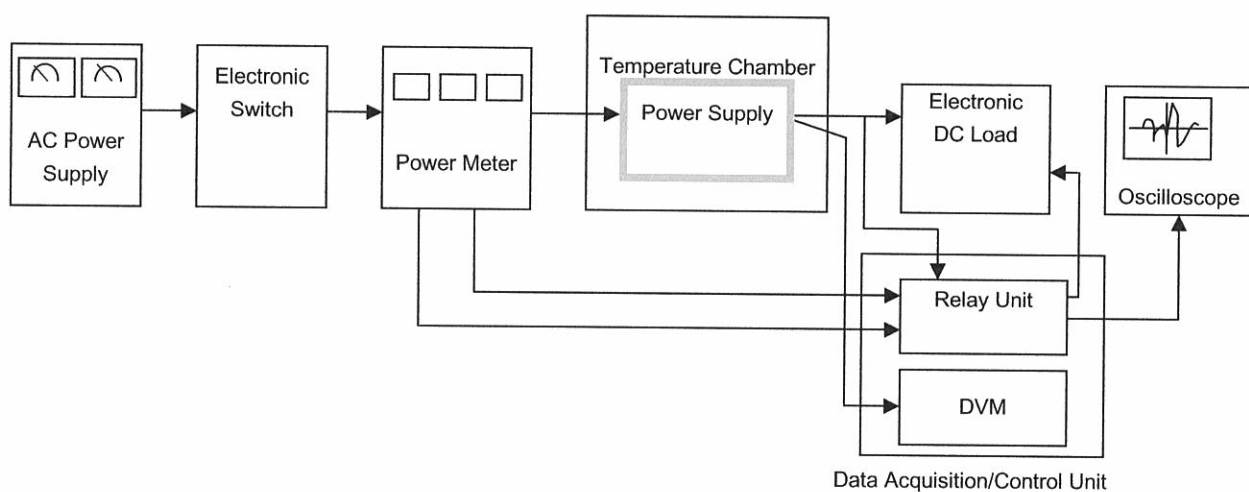 AC Power
Supply
Electronic
Switch
Power Meter
Temperature Chamber
Power Supply
Electronic
DC Load
Oscilloscope
Relay Unit
DVM
Data Acquisition/Control Unit